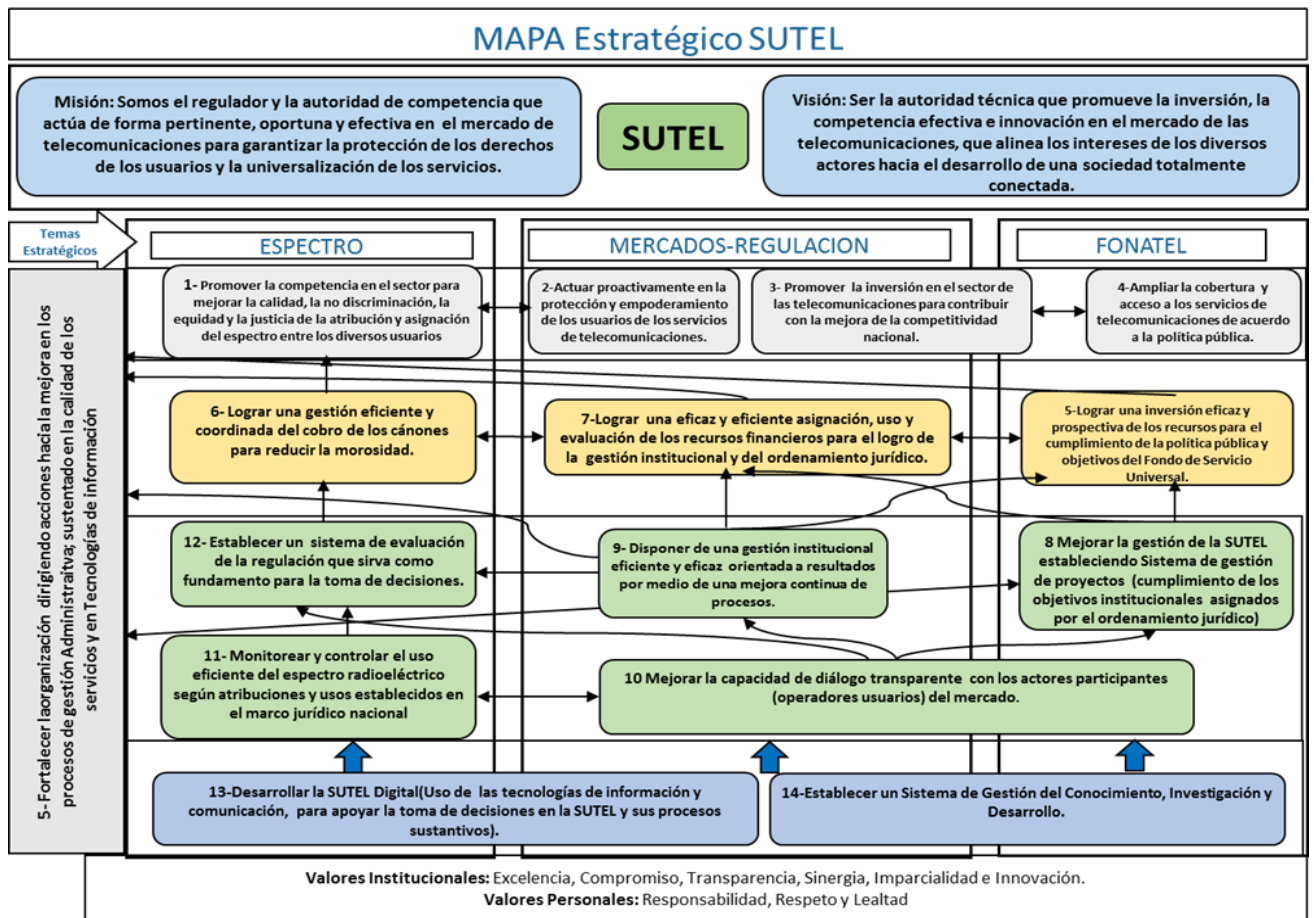 MAPA Estratégico SUTEL
Misión: Somos el regulador y la autoridad de competencia que
actúa de forma pertinente, oportuna y efectiva en el mercado de
telecomunicaciones para garantizar la protección de los derechos
de los usuarios y la universalización de los servicios.
SUTEL
Visión: Ser la autoridad técnica que promueve la inversión, la
competencia efectiva e innovación en el mercado de las
telecomunicaciones, que alinea los intereses de los diversos
actores hacia el desarrollo de una sociedad totalmente
conectada.
Temas
Estratégicos
ESPECTRO
MERCADOS-REGULACION
FONATEL
5-Fortalecer laorganización dirigiendo acciones hacia la mejora en los
procesos de gestión Administraitva; sustentado en la calidad de los
servicios y en Tecnologías de información
1- Promover la competencia en el sector para
mejorar la calidad, la no discriminación, la
equidad y la justicia de la atribución y asignación
del espectro entre los diversos usuarios
2-Actuar proactivamente en la
protección y empoderamiento
de los usuarios de los servicios
de telecomunicaciones.
3- Promover la inversión en el sector de
las telecomunicaciones para contribuir
con la mejora de la competitividad
nacional.
4-Ampliar la cobertura y
acceso a los servicios de
telecomunicaciones de acuerdo
a la política pública.
6- Lograr una gestión eficiente y
coordinada del cobro de los cánones
para reducir la morosidad.
7-Lograr una eficaz y eficiente asignación, uso y
evaluación de los recursos financieros para el logro de
la gestión institucional y del ordenamiento jurídico.
5-Lograr una inversión eficaz y
prospectiva de los recursos para el
cumplimiento de la política pública y
objetivos del Fondo de Servicio
Universal.
12- Establecer un sistema de evaluación
de la regulación que sirva como
fundamento para la toma de decisiones.
9- Disponer de una gestión institucional
eficiente y eficaz orientada a resultados
por medio de una mejora continua de
procesos.
8 Mejorar la gestión de la SUTEL
estableciendo Sistema de gestión
de proyectos (cumplimiento de los
objetivos institucionales asignados
por el ordenamiento jurídico)
11- Monitorear y controlar el uso
eficiente del espectro radioeléctrico
según atribuciones y usos establecidos en
el marco jurídico nacional
10 Mejorar la capacidad de diálogo transparente con los actores participantes
(operadores usuarios) del mercado.
13-Desarrollar la SUTEL Digital(Uso de las tecnologías de información y
comunicación, para apoyar la toma de decisiones en la SUTEL y sus procesos
sustantivos).
14-Establecer un Sistema de Gestión del Conocimiento, Investigación y
Desarrollo.
Valores Institucionales: Excelencia, Compromiso, Transparencia, Sinergia, Imparcialidad e Innovación.
Valores Personales: Responsabilidad, Respeto y Lealtad